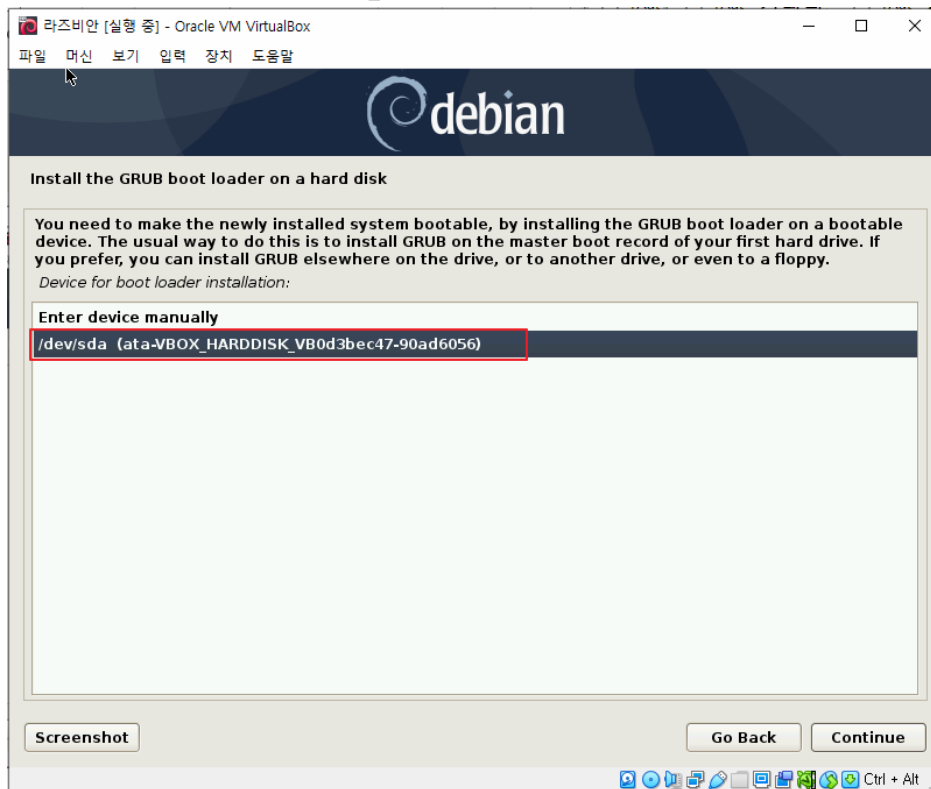 라즈비안 [실행 중] - Oracle VM VirtualBox
파일 머신 보기 입력 장치 도움말
debian
Install the GRUB boot loader on a hard disk
You need to make the newly installed system bootable, by installing the GRUB boot loader on a bootable
device. The usual way to do this is to install GRUB on the master boot record of your first hard drive. If
you prefer, you can install GRUB elsewhere on the drive, or to another drive, or even to a floppy.
Device for boot loader installation:
Enter device manually
/dev/sda (ata-VBOX_HARDDISK_VB0d3bec47-90ad6056)
Screenshot
Go Back
Continue
Ctrl + Alt